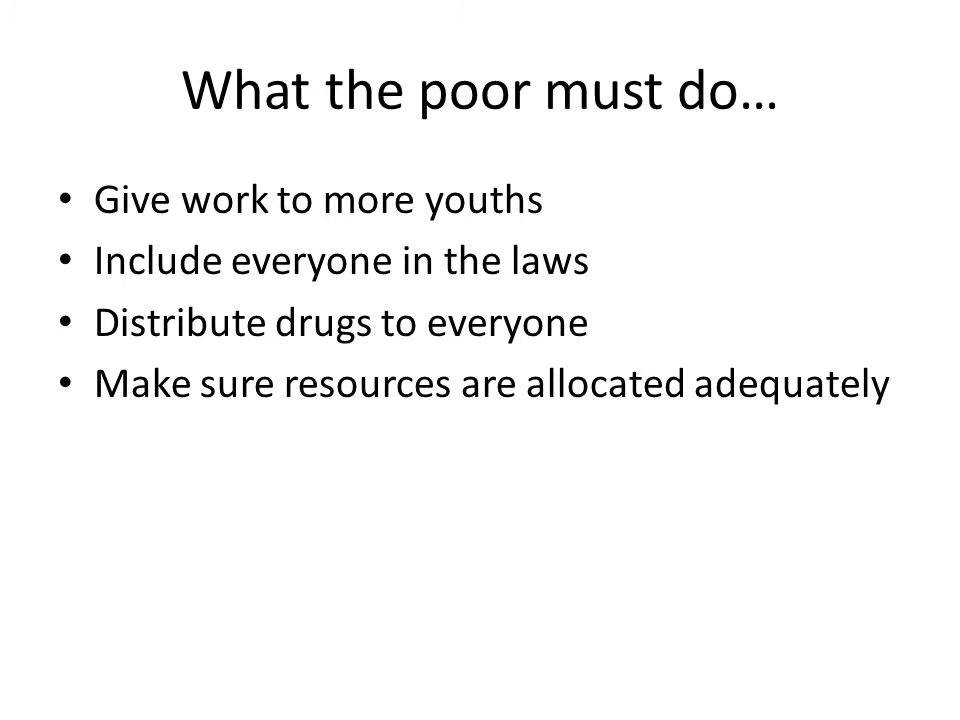 What the poor must do…
• Give work to more youths
• Include everyone in the laws
• Distribute drugs to everyone
• Make sure resources are allocated adequately